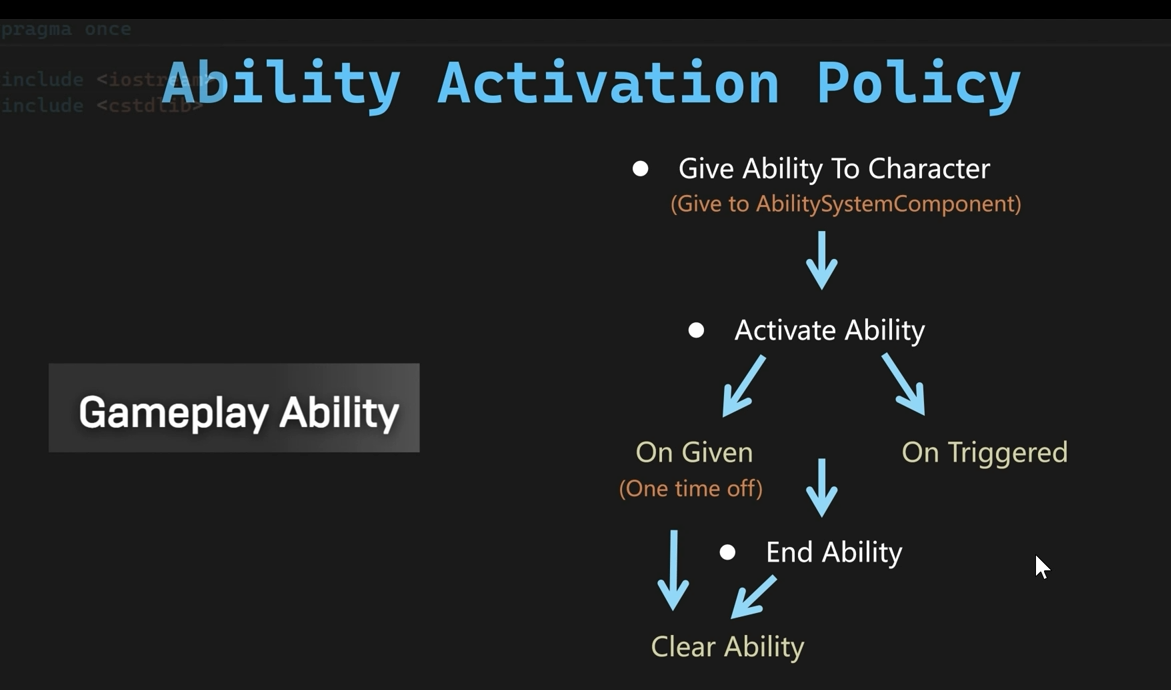 pragma once
include <iostream>
include <cstdlib>
Ability Activation Policy
Give Ability To Character
(Give to AbilitySystemComponent)
Activate Ability
Gameplay Ability
On Given
On Triggered
(One time off)
End Ability
Clear Ability